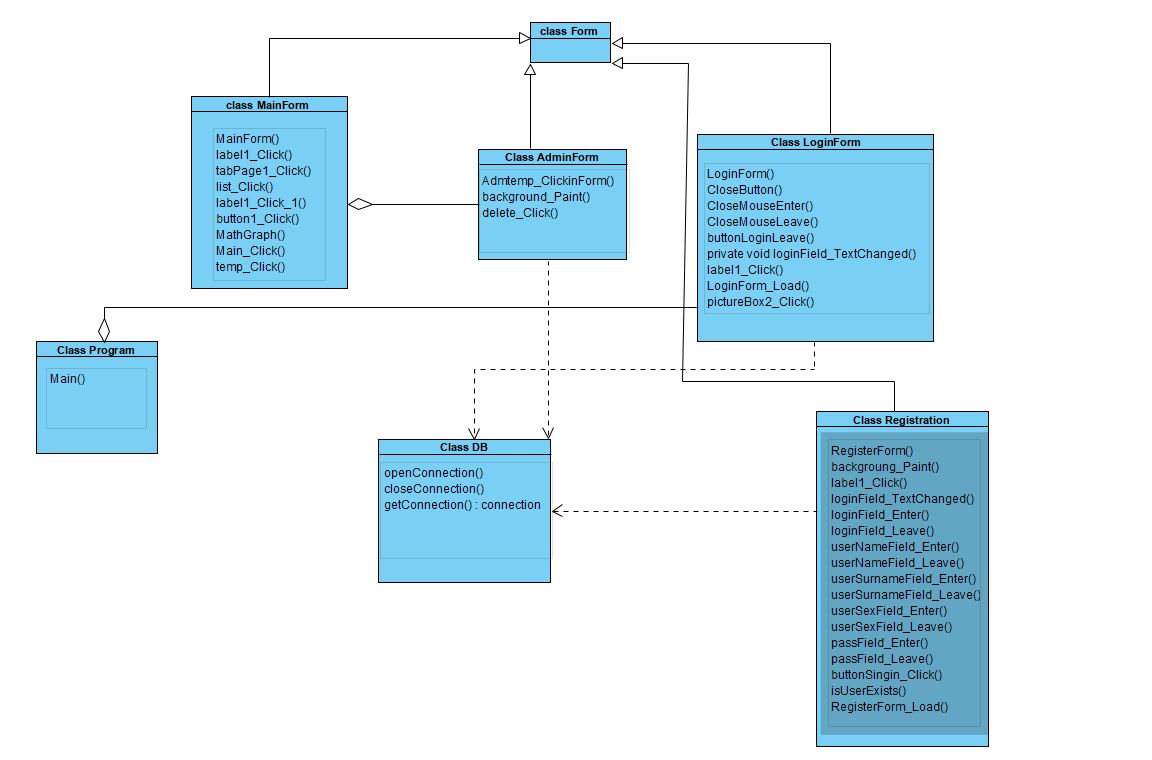 class Form
class MainForm
MainForm()
label1_Click()
tabPage1_Click()
list_Click()
label1_Click_1()
button1_Click()
MathGraph()
Main_Click()
temp_Click()
Class AdminForm
Admtemp_ClickinForm()
background_Paint()
delete_Click()
Class LoginForm
LoginForm()
CloseButton()
CloseMouseEnter()
CloseMouseLeave()
buttonLoginLeave()
private void loginField_TextChanged()
label1_Click()
LoginForm_Load()
pictureBox2_Click()
Class Program
Main()
Class DB
openConnection()
closeConnection()
getConnection() : connection
Class Registration
RegisterForm()
backgroung_Paint()
label1_Click()
loginField_TextChanged()
loginField_Enter()
loginField_Leave()
userNameField_Enter()
userNameField_Leave()
userSurnameField_Enter()
userSurnameField_Leave()
userSexField_Enter()
userSexField_Leave()
passField_Enter()
passField_Leave()
buttonSingin_Click()
isUserExists()
RegisterForm_Load()